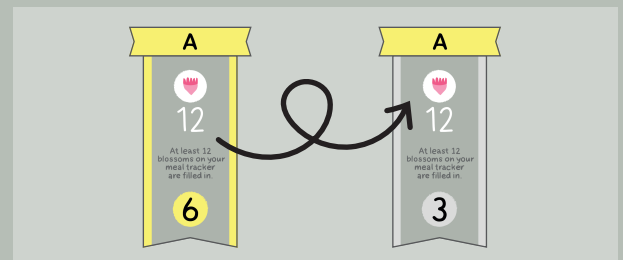 A
12
At least 12
blossoms on your
meal tracker
are filled in.
6
A
12
At least 12
blossoms on your
meal tracker
are filled in.
3